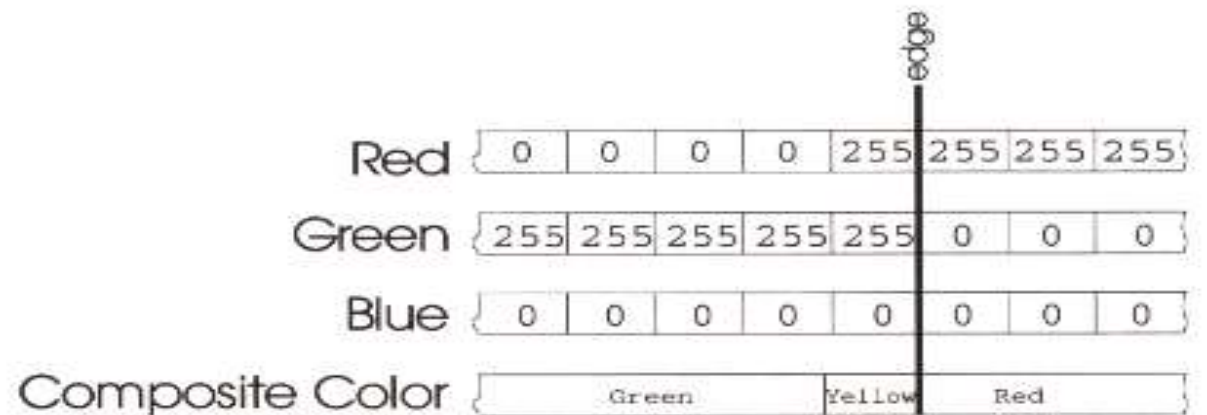 edge
Red 0 0 0 0 255 255 255 255
Green 255 255 255 255 255 0 0 0
Blue 0 0 0 0 0 0 0 0
Composite Color Green Yellow Red